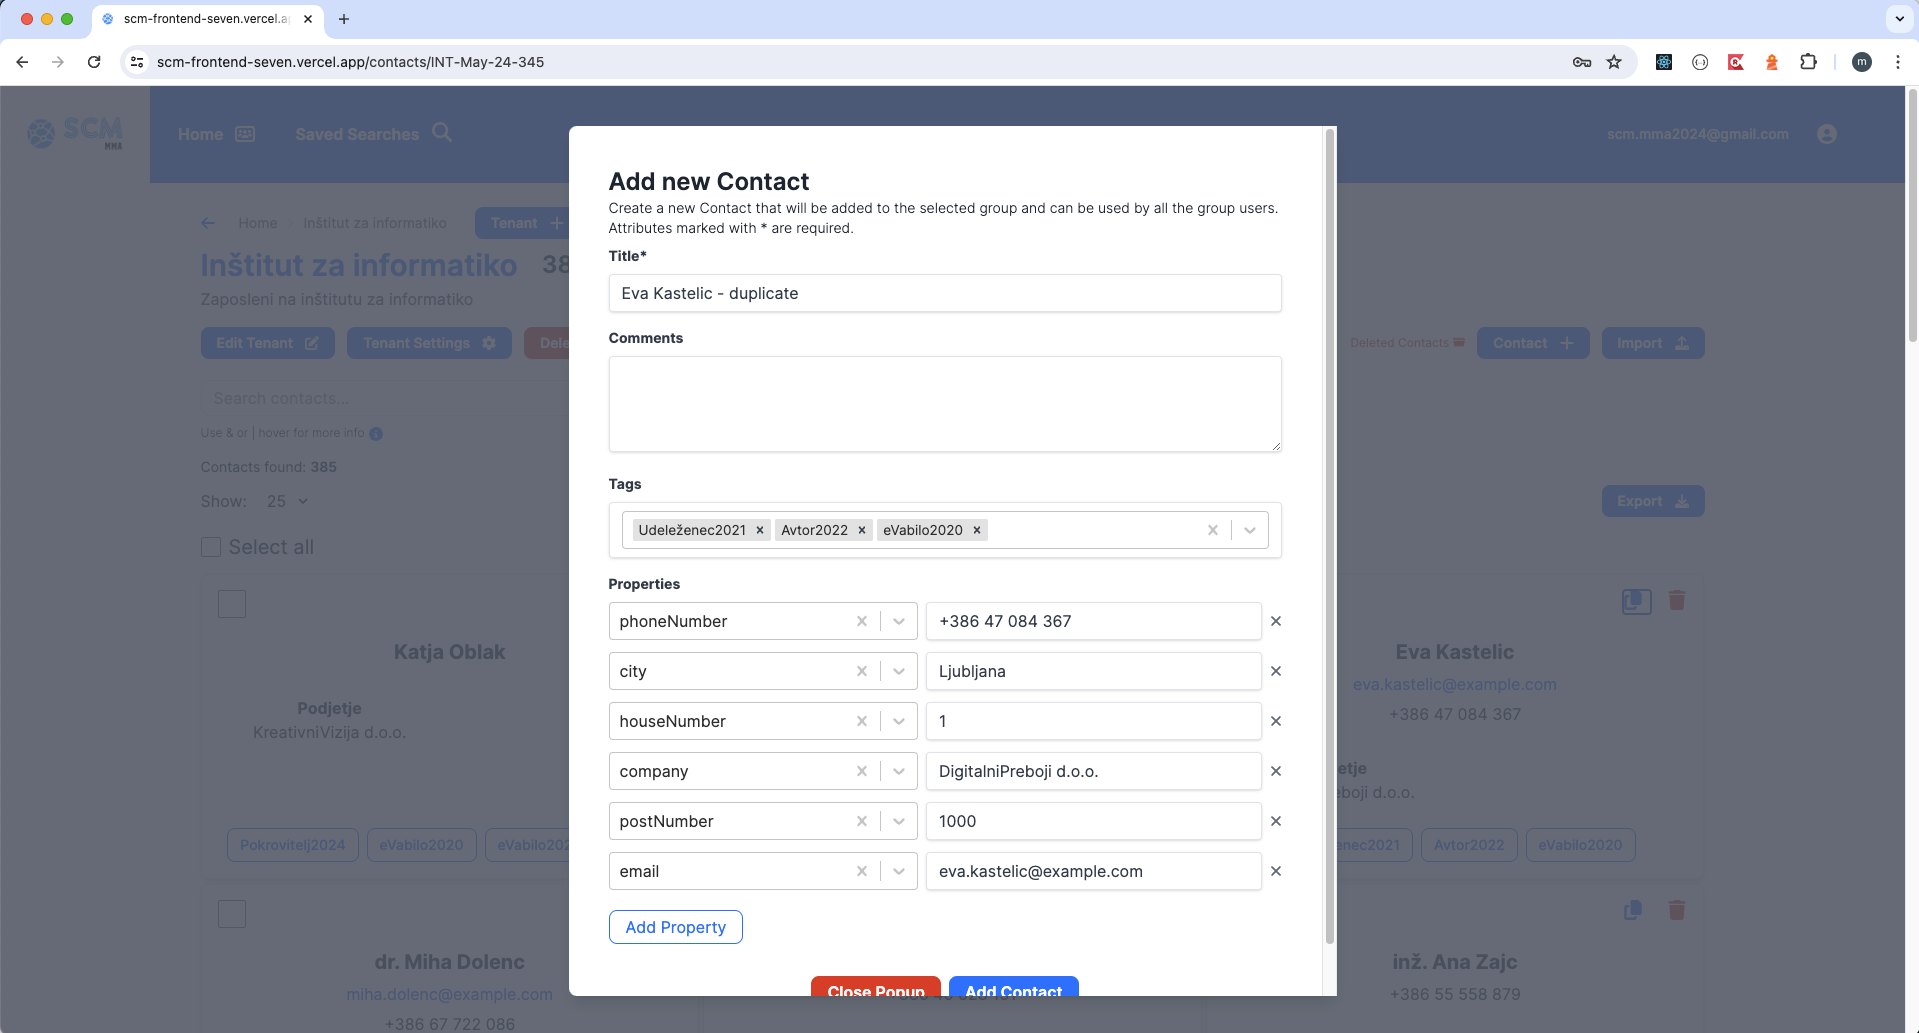 scm-frontend-seven.vercel.a
scm-frontend-seven.vercel.app/contacts/INT-May-24-345
m
SCM
MMA
Home
Saved Searches
scm.mma2024@gmail.com
Home
Inštitut za informatiko
Tenant
Inštitut za informatiko 38
Zaposleni na inštitutu za informatiko
Edit Tenant
Tenant Settings
Dele
Deleted Contacts
Contact
Import
Search contacts...
Use & or | hover for more info
Contacts found: 385
Show: 25
Export
Select all
Katja Oblak
Podjetje
KreativniVizija d.o.o.
Pokrovitelj2024
eVabilo2020
eVabilo202
Eva Kastelic
eva.kastelic@example.com
+386 47 084 367
etje
eboji d.o.o.
enec2021
Avtor2022
eVabilo2020
dr. Miha Dolenc
miha.dolenc@example.com
+386 67 722 086
inž. Ana Zajc
+386 55 558 879
Add new Contact
Create a new Contact that will be added to the selected group and can be used by all the group users.
Attributes marked with * are required.
Title*
Eva Kastelic - duplicate
Comments
Tags
Udeleženec2021
Avtor2022
eVabilo2020
Properties
phoneNumber
+386 47 084 367
city
Ljubljana
houseNumber
1
company
DigitalniPreboji d.o.o.
postNumber
1000
email
eva.kastelic@example.com
Add Property
Close Popup
Add Contact